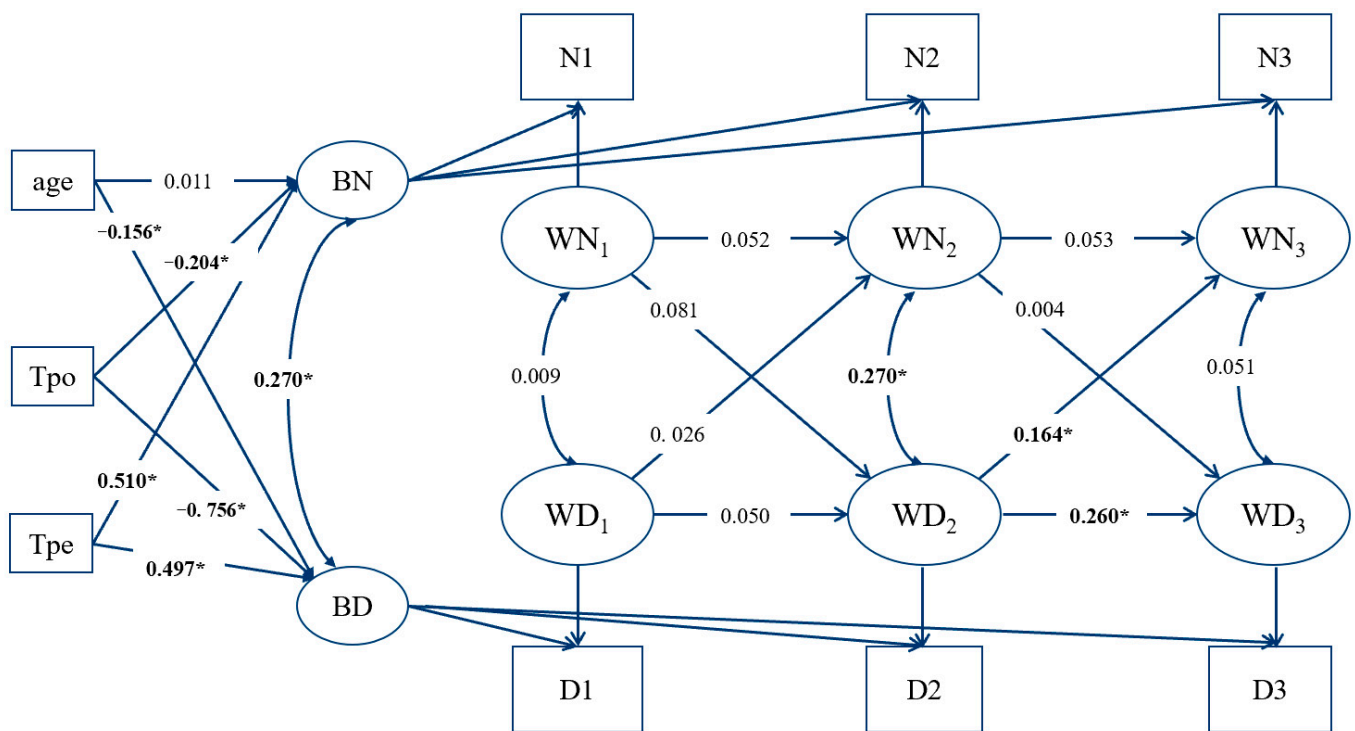 N1 N2 N3
age 0.011 BN
−0.156*
−0.204*
WN₁ 0.052 WN₂ 0.053 WN₃
0.081 0.004
Tpo 0.270* 0.009 0.270* 0.051
0. 026 0.164*
0.510*
−0. 756*
WD₁ 0.050 WD₂ 0.260* WD₃
Tpe
0.497*
BD
D1 D2 D3